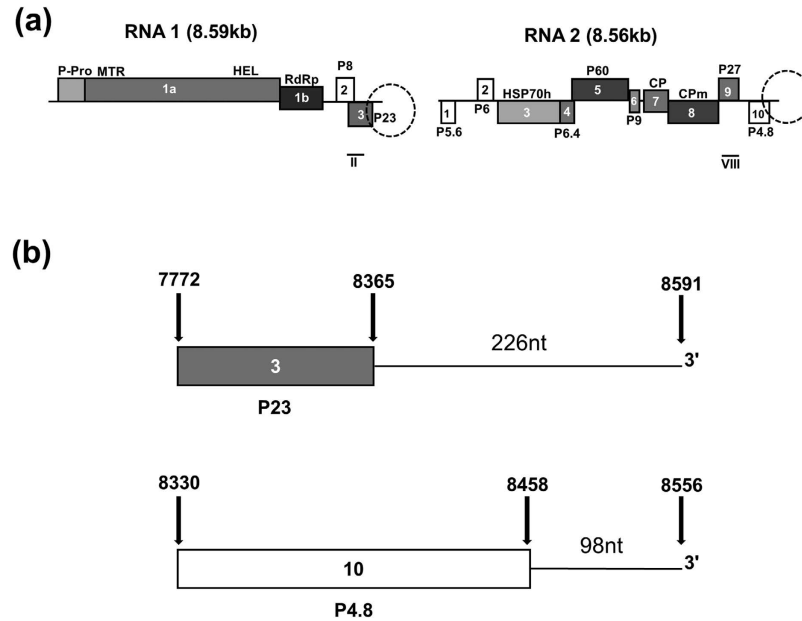 (a)
RNA 1 (8.59kb)
P-Pro MTR HEL RdRp P8
1a 1b 2 3 P23
II
RNA 2 (8.56kb)
P60 CP P27
2 HSP70h 5 6 7 CPm 9
1 P6 3 4 P9 8 10
P5.6 P6.4 P4.8
VIII
(b)
7772 8365 8591
226nt
3 3'
P23
8330 8458 8556
98nt
10 3'
P4.8